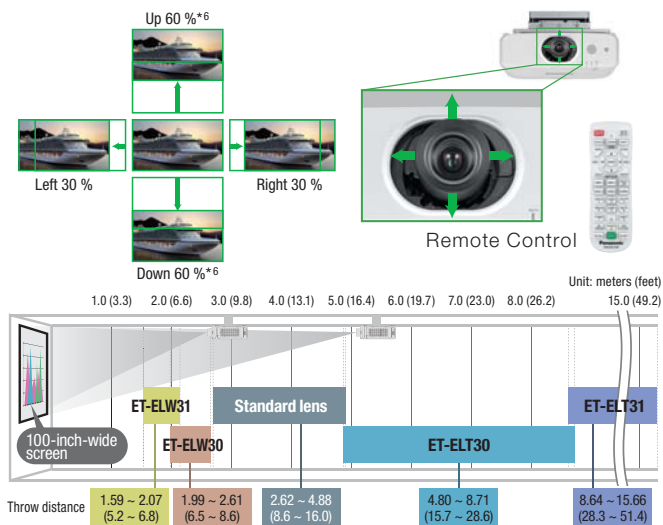 Up 60 %*6
Left 30 %
Right 30 %
Down 60 %*6
Remote Control
Panasonic
Unit: meters (feet)
1.0 (3.3) 2.0 (6.6) 3.0 (9.8) 4.0 (13.1) 5.0 (16.4) 6.0 (19.7) 7.0 (23.0) 8.0 (26.2) 15.0 (49.2)
ET-ELW31
Standard lens
ET-ELT31
100-inch-wide
screen
ET-ELW30
ET-ELT30
Throw distance
1.59 ~ 2.07
(5.2 ~ 6.8)
1.99 ~ 2.61
(6.5 ~ 8.6)
2.62 ~ 4.88
(8.6 ~ 16.0)
4.80 ~ 8.71
(15.7 ~ 28.6)
8.64 ~ 15.66
(28.3 ~ 51.4)